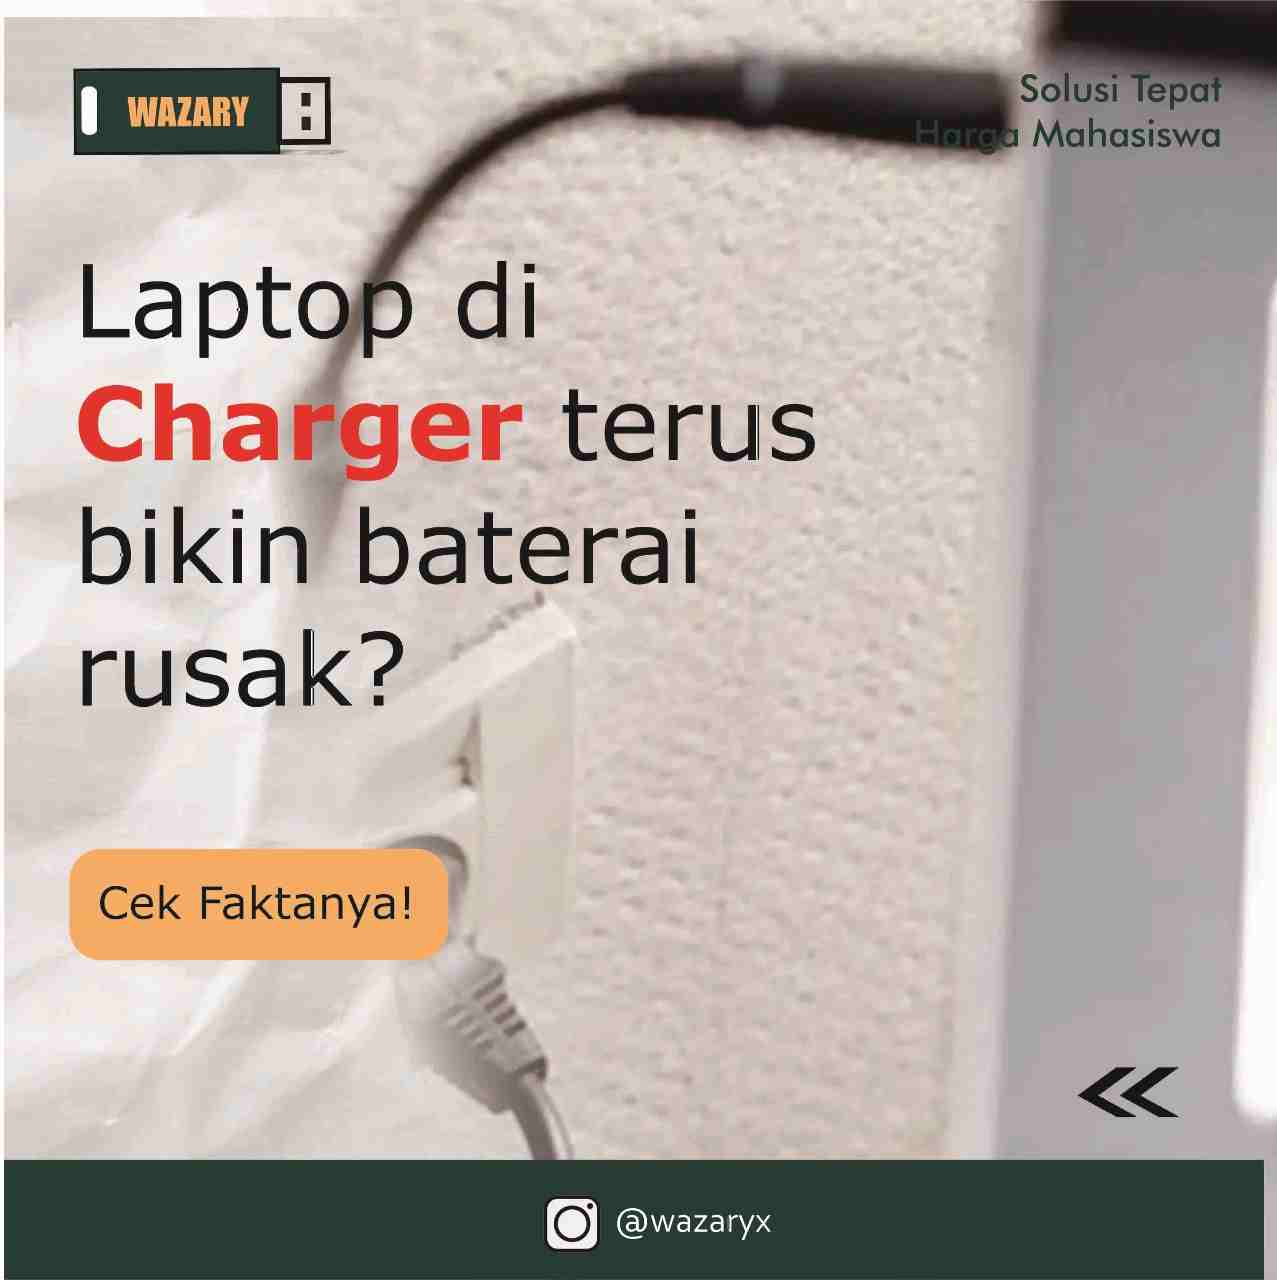 WAZARY
Solusi Tepat
Harga Mahasiswa
Laptop di
Charger terus
bikin baterai
rusak?
Cek Faktanya!
@wazaryx